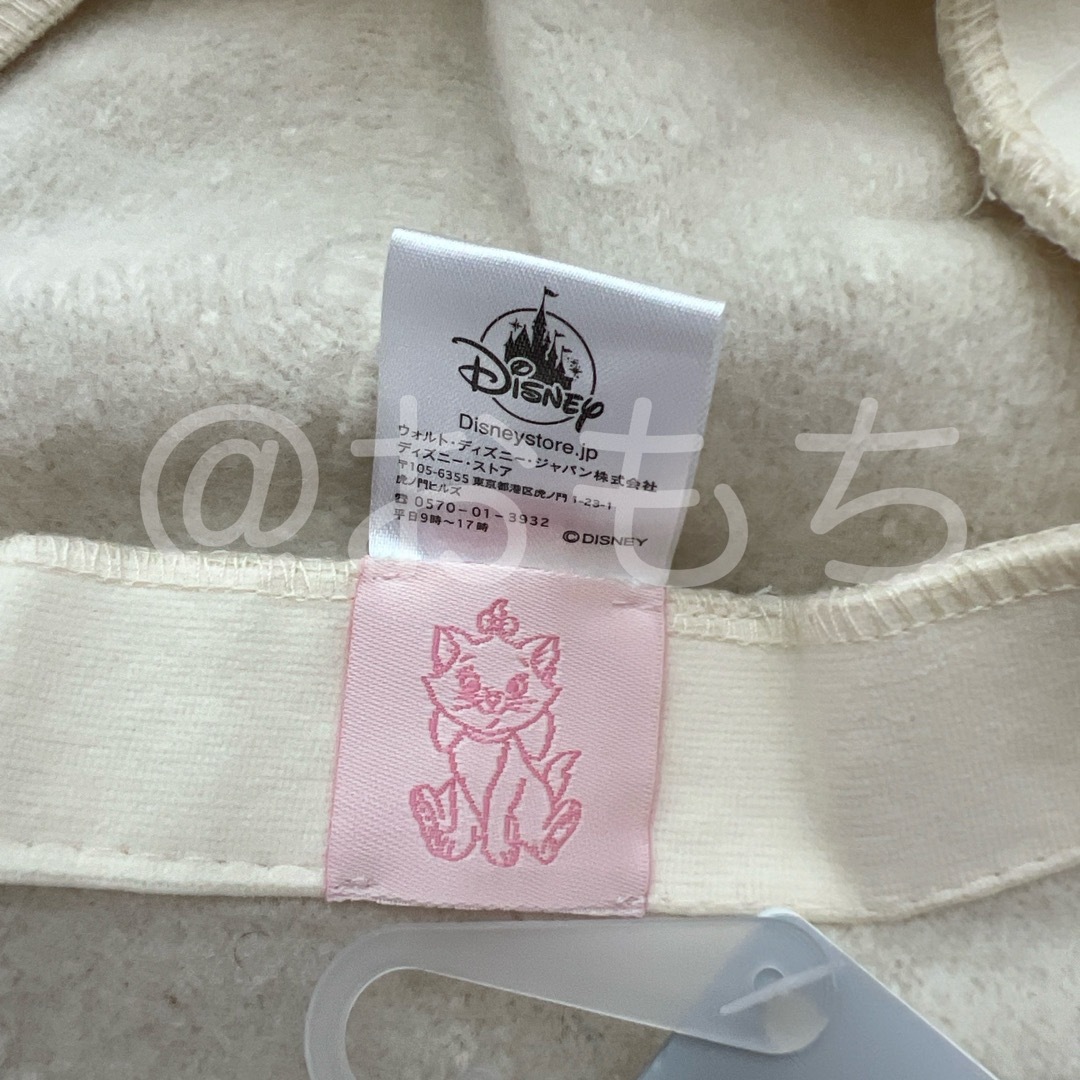 DISNEY
Disneystore.jp
ウォルト・ディズニー・ジャパン株式会社
ディズニー・ストア
〒105-6355 東京都港区虎ノ門 1-23-1
虎ノ門ヒルズ
☎ 0570-01-3932
平日9時〜17時
©DISNEY
@おもち